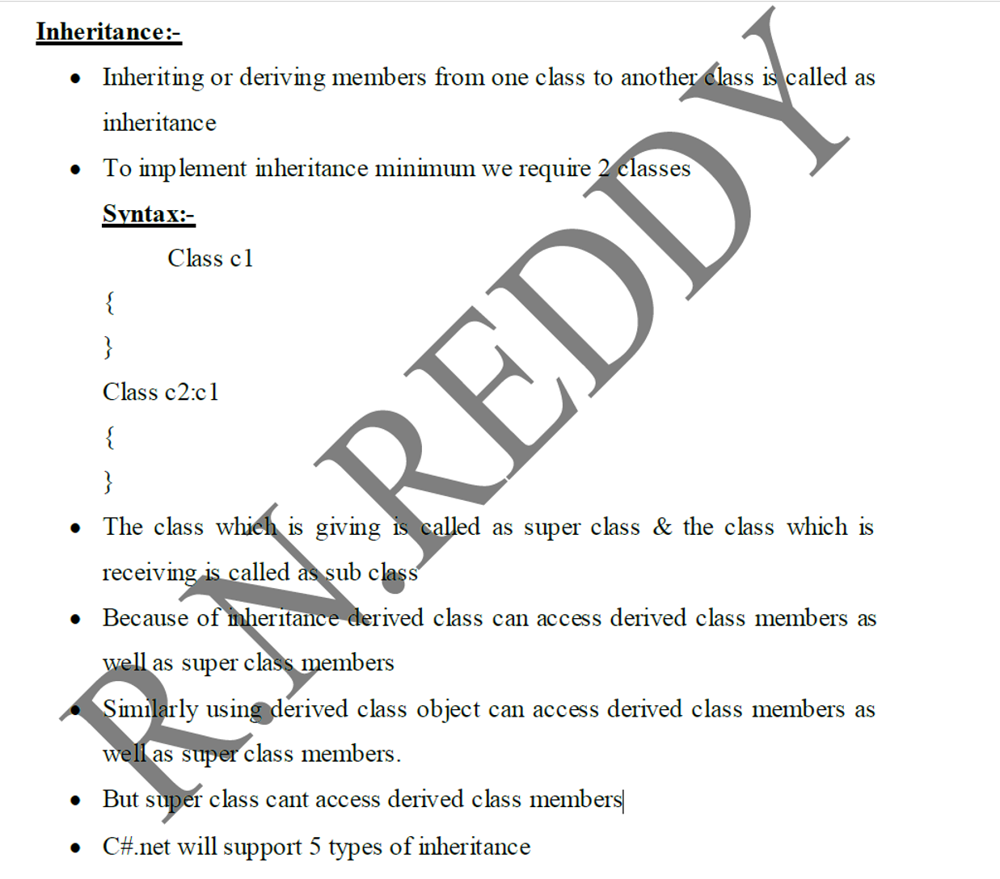 Inheritance:-
• Inheriting or deriving members from one class to another class is called as
inheritance
• To implement inheritance minimum we require 2 classes
Syntax:-
Class c1
{
}
Class c2:c1
{
}
• The class which is giving is called as super class & the class which is
receiving is called as sub class
• Because of inheritance derived class can access derived class members as
well as super class members
• Similarly using derived class object can access derived class members as
well as super class members.
• But super class cant access derived class members
• C#.net will support 5 types of inheritance
R.N.REDDY